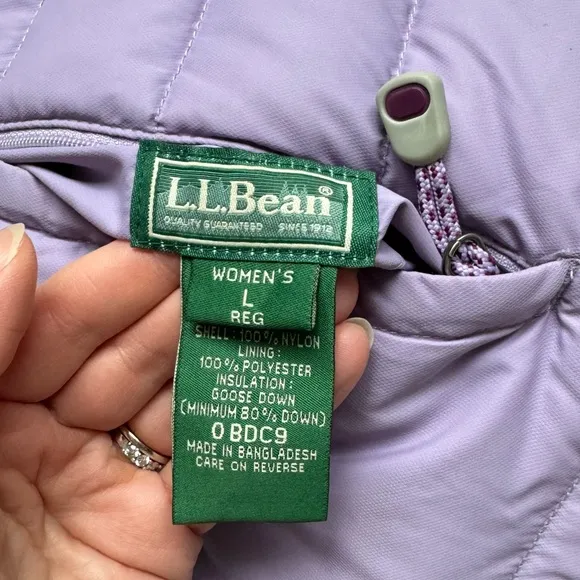 L.L.Bean®
QUALITY GUARANTEED SINCE 1912
WOMEN'S
L
REG
SHELL: 100% NYLON
LINING:
100% POLYESTER
INSULATION:
GOOSE DOWN
(MINIMUM 80% DOWN)
0BDC9
MADE IN BANGLADESH
CARE ON REVERSE